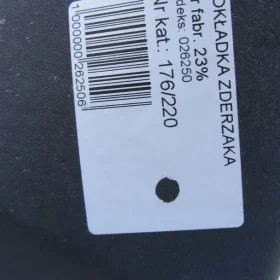 OKŁADKA ZDERZAKA
r fabr. 23%
deks: 026250
Nr kat.: 176/220
1000000262506